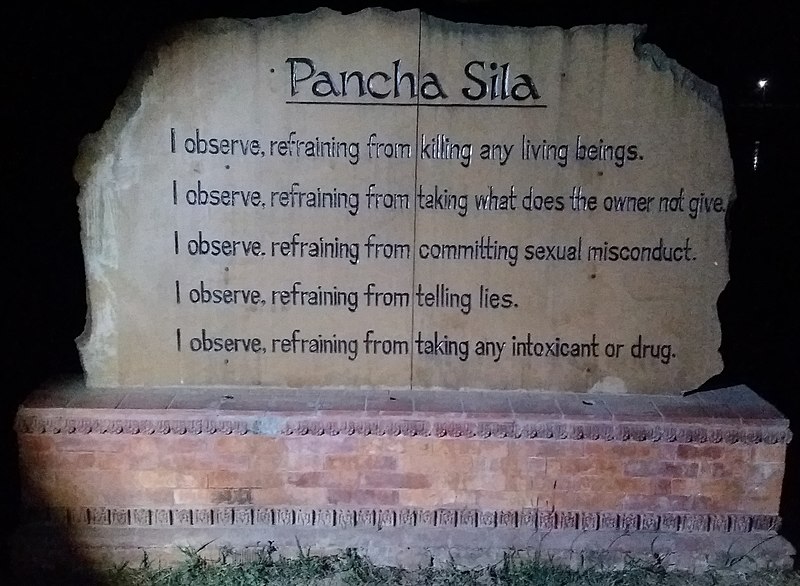 Pancha Sila
I observe, refraining from killing any living beings.
I observe, refraining from taking what does the owner not give.
I observe. refraining from committing sexual misconduct.
I observe, refraining from telling lies.
I observe, refraining from taking any intoxicant or drug.